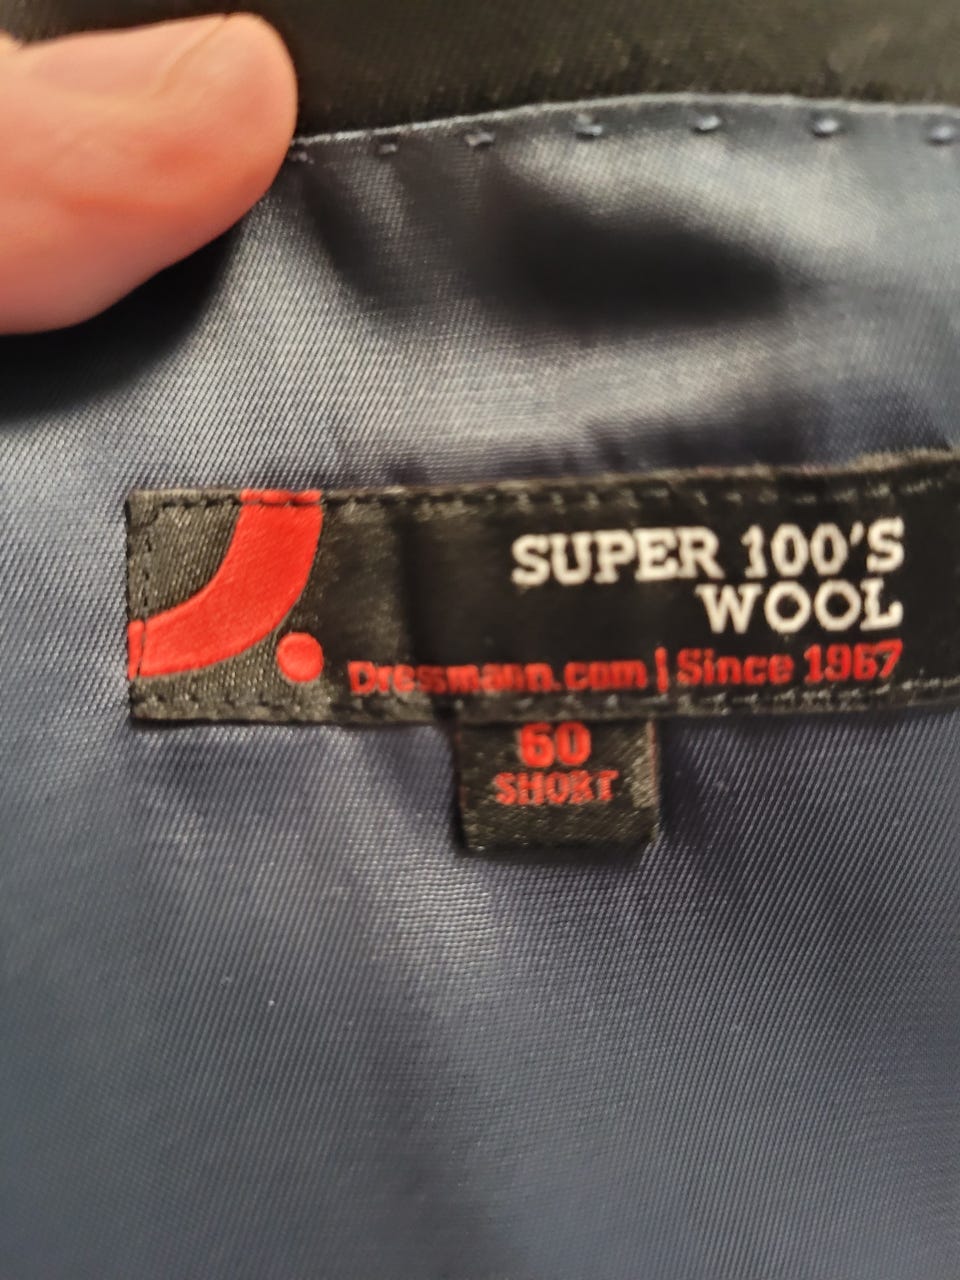 SUPER 100'S
WOOL
Dressmann.com | Since 1967
60
SHORT